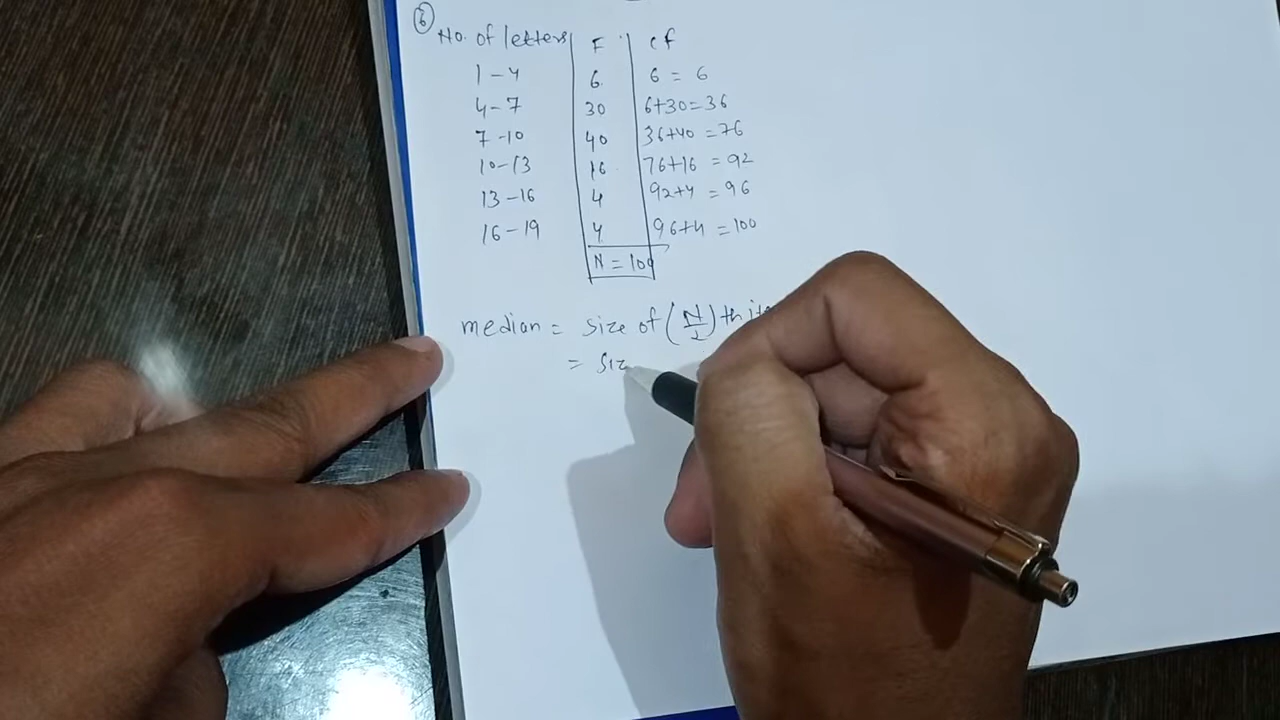 6 No. of letters F cf
1-4 6 6 = 6
4-7 30 6+30=36
7-10 40 36+40 =76
10-13 16 76+16 =92
13-16 4 92+4 =96
16-19 4 96+4 =100
N = 100
median = size of (N/2) th
= Siz